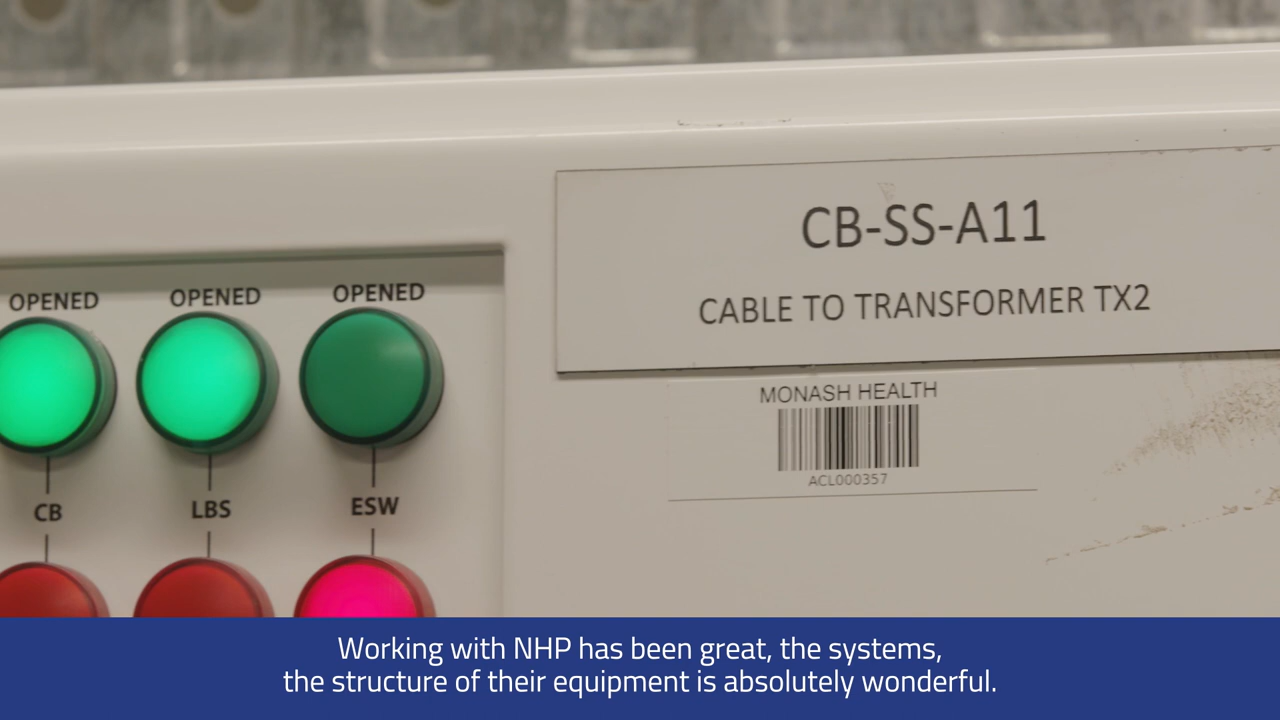 CB-SS-A11
CABLE TO TRANSFORMER TX2
OPENED OPENED OPENED
MONASH HEALTH
ACL000357
CB LBS ESW
Working with NHP has been great, the systems,
the structure of their equipment is absolutely wonderful.